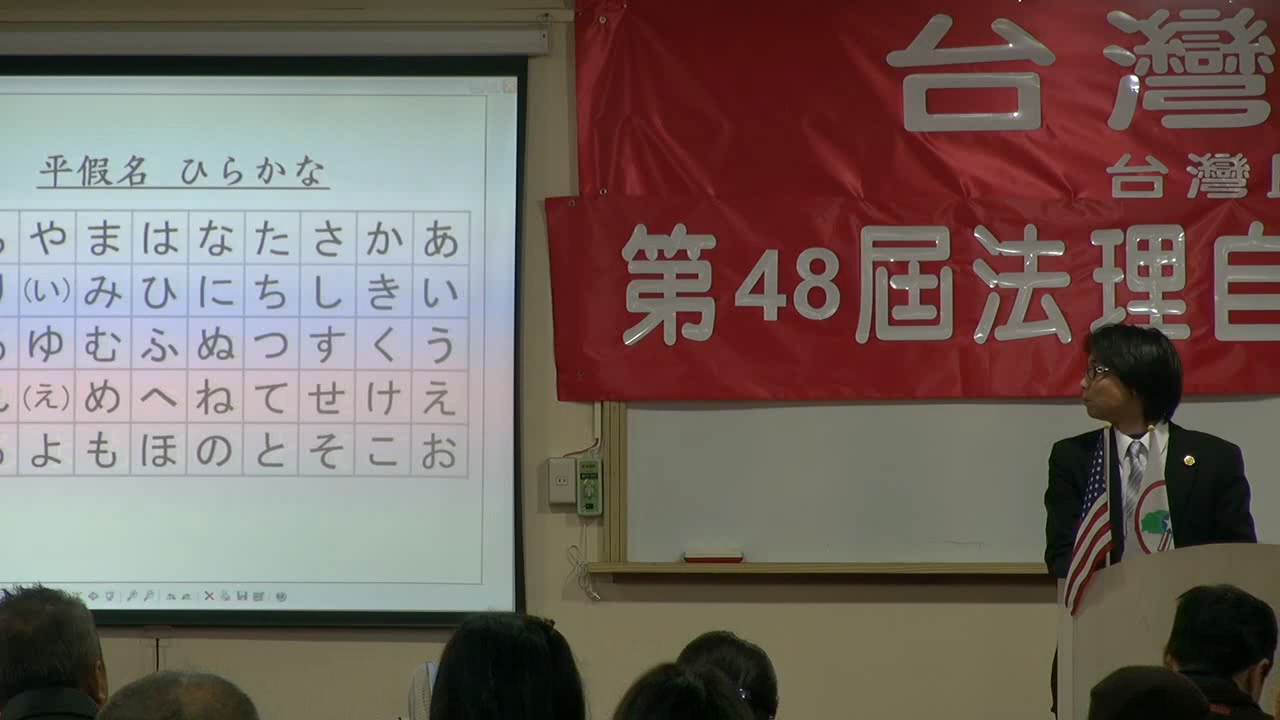 平假名 ひらかな
や ま は な た さ か あ
(い) み ひ に ち し き い
ゆ む ふ ぬ つ す く う
(え) め へ ね て せ け え
よ も ほ の と そ こ お
台灣
台灣
第48屆法理自